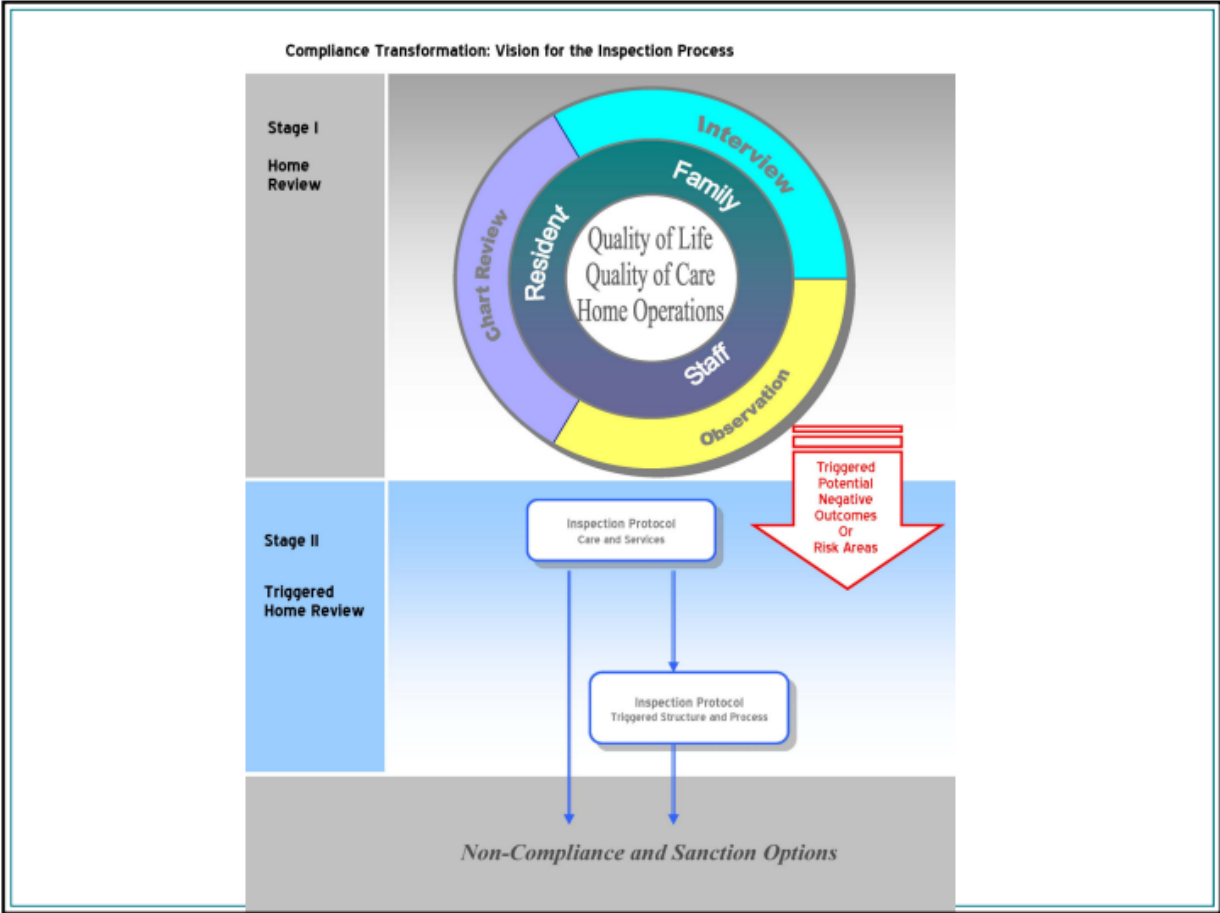 Compliance Transformation: Vision for the Inspection Process
Stage I
Home
Review
Interview
Chart Review
Observation
Family
Resident
Staff
Quality of Life
Quality of Care
Home Operations
Triggered
Potential
Negative
Outcomes
Or
Risk Areas
Stage II
Triggered
Home Review
Inspection Protocol
Care and Services
Inspection Protocol
Triggered Structure and Process
Non-Compliance and Sanction Options